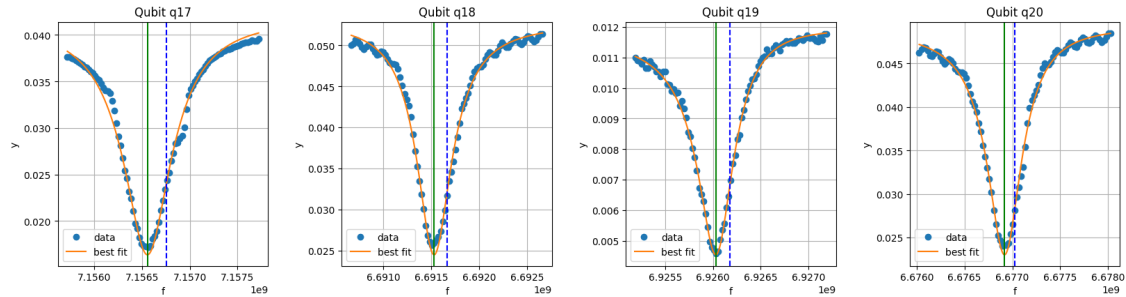 Qubit q17
0.040
0.035
0.030
0.025
0.020
y
data
best fit
7.1560 7.1565 7.1570 7.1575
f
1e9
Qubit q18
0.050
0.045
0.040
0.035
0.030
0.025
y
data
best fit
6.6910 6.6915 6.6920 6.6925
f
1e9
Qubit q19
0.012
0.011
0.010
0.009
0.008
0.007
0.006
0.005
y
data
best fit
6.9255 6.9260 6.9265 6.9270
f
1e9
Qubit q20
0.045
0.040
0.035
0.030
0.025
y
data
best fit
6.6760 6.6765 6.6770 6.6775 6.6780
f
1e9